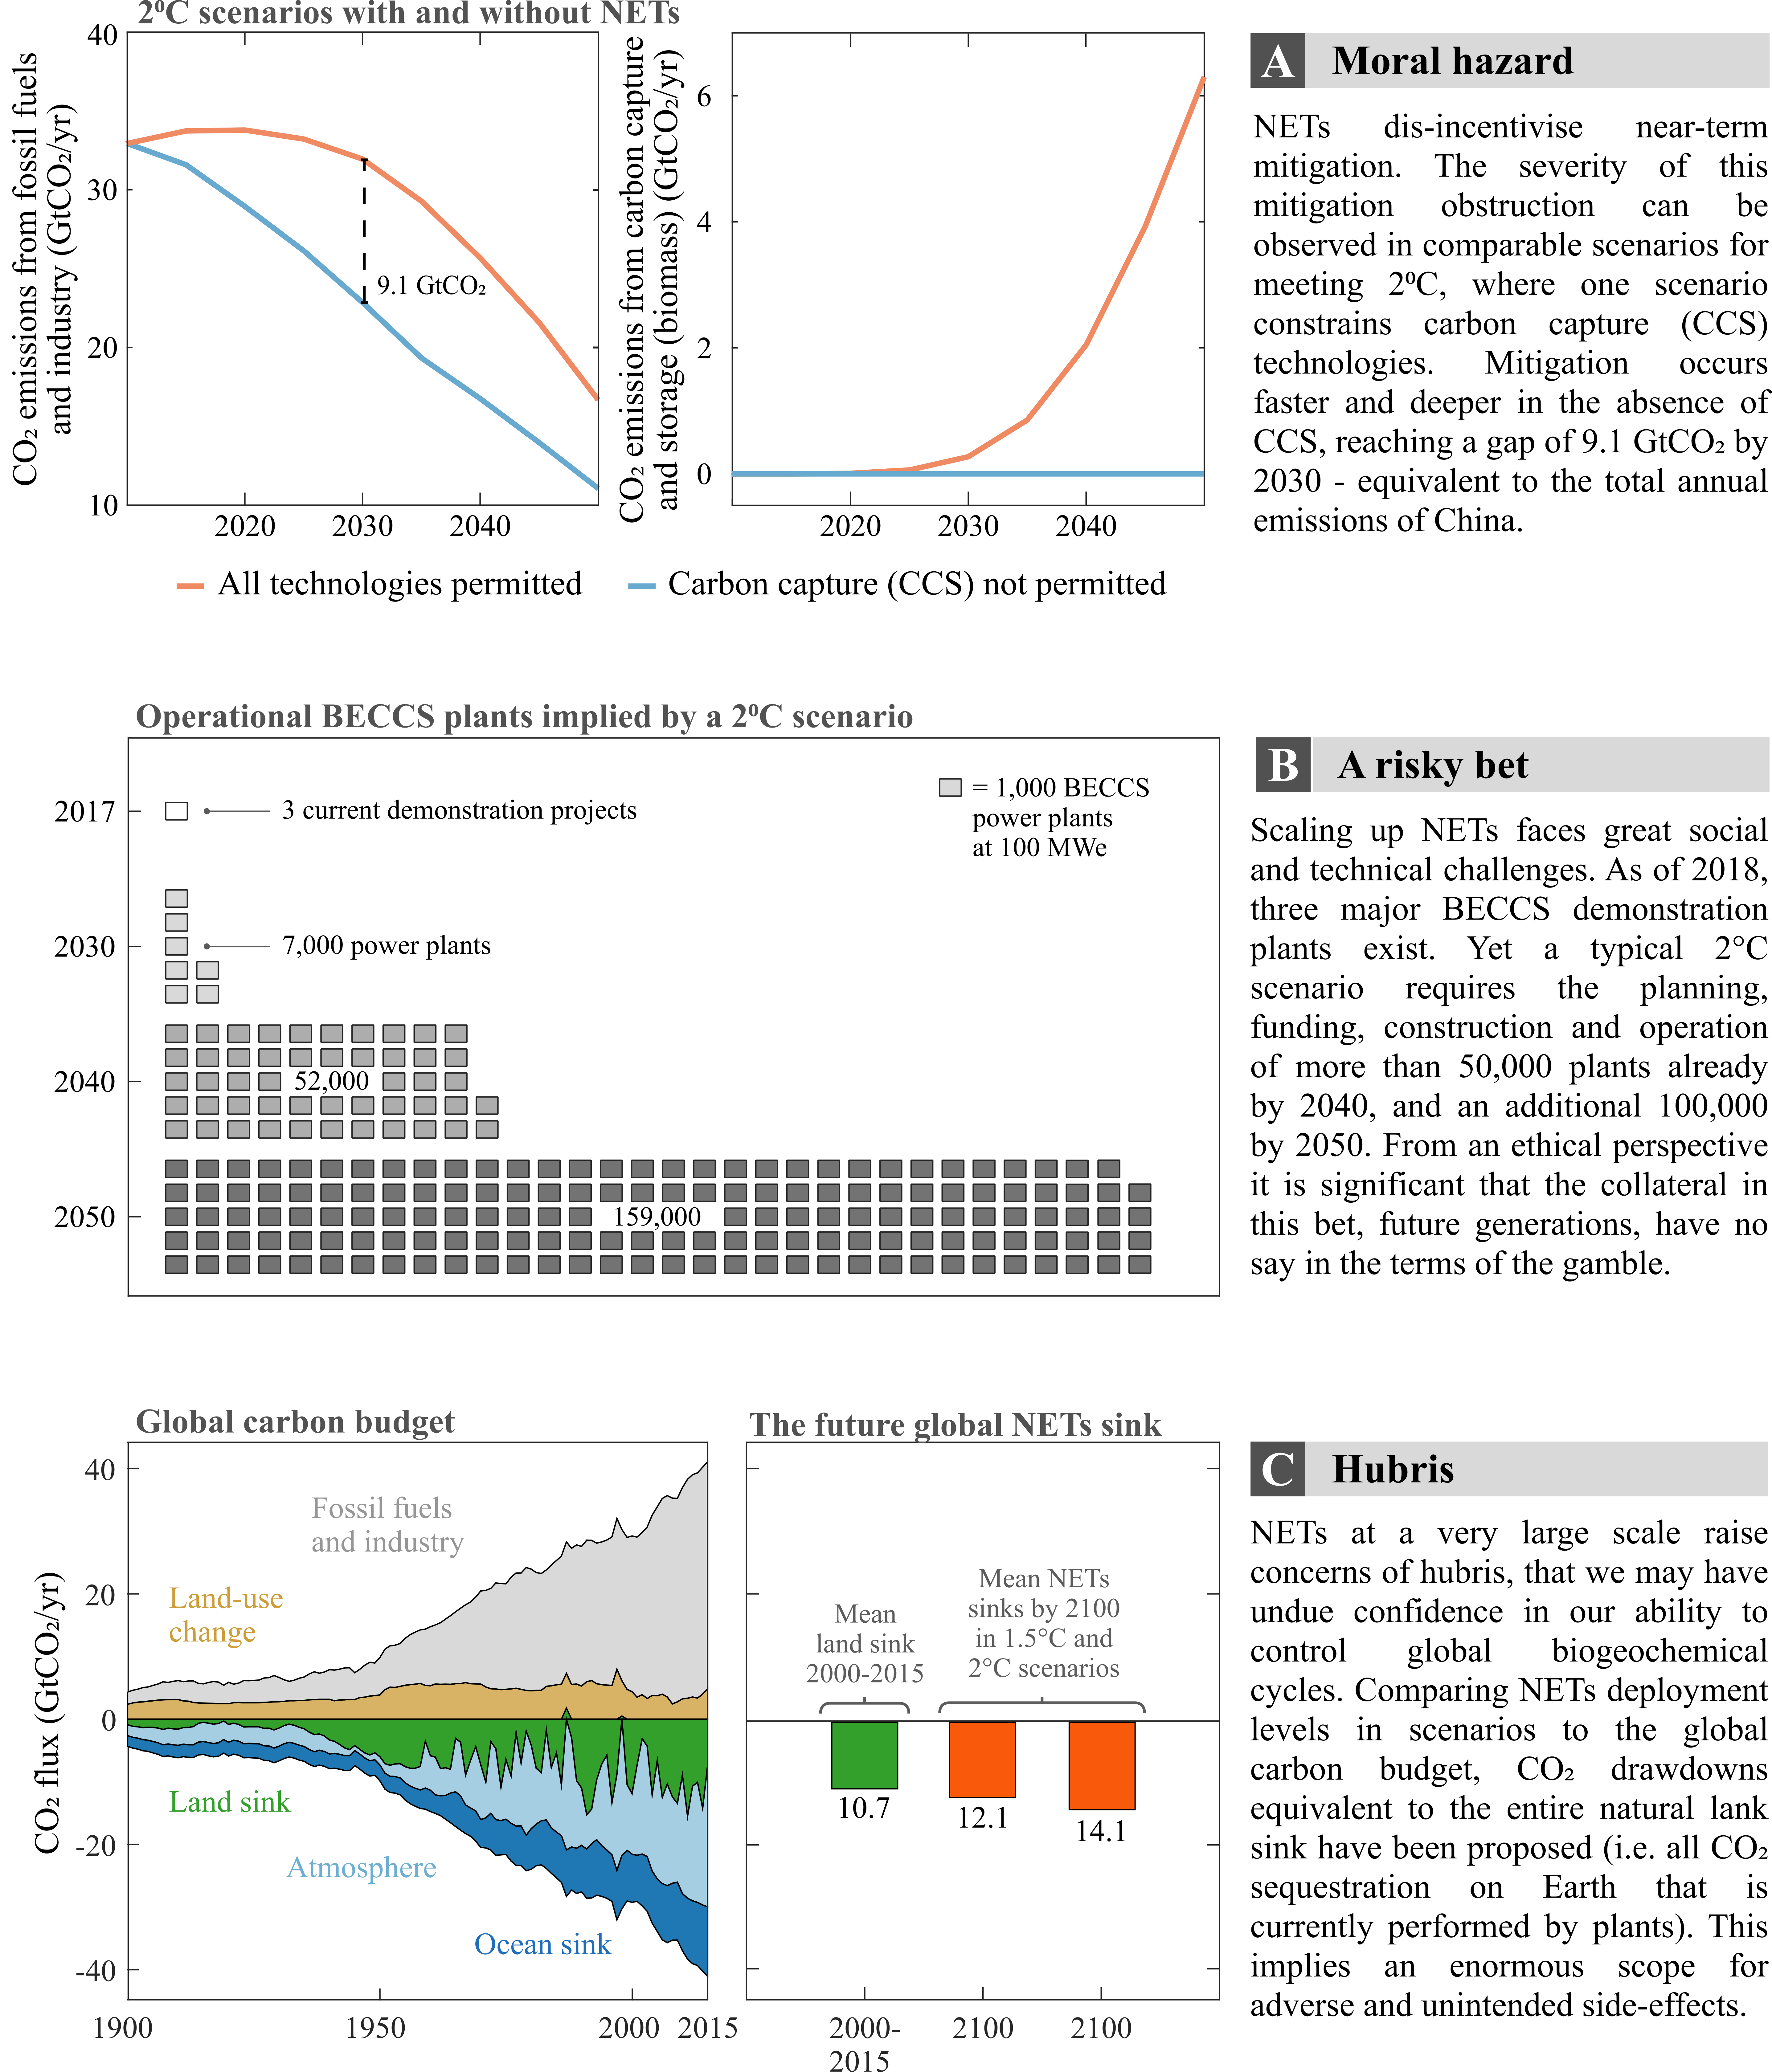 2⁰C scenarios with and without NETs
CO₂ emissions from fossil fuels
and industry (GtCO₂/yr)
40
30
20
10
2020
2030
2040
9.1 GtCO₂
CO₂ emissions from carbon capture
and storage (biomass) (GtCO₂/yr)
6
4
2
0
2020
2030
2040
All technologies permitted
Carbon capture (CCS) not permitted
A Moral hazard
NETs dis-incentivise near-term
mitigation. The severity of this
mitigation obstruction can be
observed in comparable scenarios for
meeting 2⁰C, where one scenario
constrains carbon capture (CCS)
technologies. Mitigation occurs
faster and deeper in the absence of
CCS, reaching a gap of 9.1 GtCO₂ by
2030 - equivalent to the total annual
emissions of China.
Operational BECCS plants implied by a 2⁰C scenario
2017
3 current demonstration projects
= 1,000 BECCS
power plants
at 100 MWe
2030
7,000 power plants
2040
52,000
2050
159,000
B A risky bet
Scaling up NETs faces great social
and technical challenges. As of 2018,
three major BECCS demonstration
plants exist. Yet a typical 2°C
scenario requires the planning,
funding, construction and operation
of more than 50,000 plants already
by 2040, and an additional 100,000
by 2050. From an ethical perspective
it is significant that the collateral in
this bet, future generations, have no
say in the terms of the gamble.
Global carbon budget
CO₂ flux (GtCO₂/yr)
40
20
0
-20
-40
Fossil fuels
and industry
Land-use
change
Land sink
Atmosphere
Ocean sink
1900
1950
2000
2015
The future global NETs sink
Mean
land sink
2000-2015
Mean NETs
sinks by 2100
in 1.5°C and
2°C scenarios
10.7
12.1
14.1
2000-
2015
2100
2100
C Hubris
NETs at a very large scale raise
concerns of hubris, that we may have
undue confidence in our ability to
control global biogeochemical
cycles. Comparing NETs deployment
levels in scenarios to the global
carbon budget, CO₂ drawdowns
equivalent to the entire natural lank
sink have been proposed (i.e. all CO₂
sequestration on Earth that is
currently performed by plants). This
implies an enormous scope for
adverse and unintended side-effects.